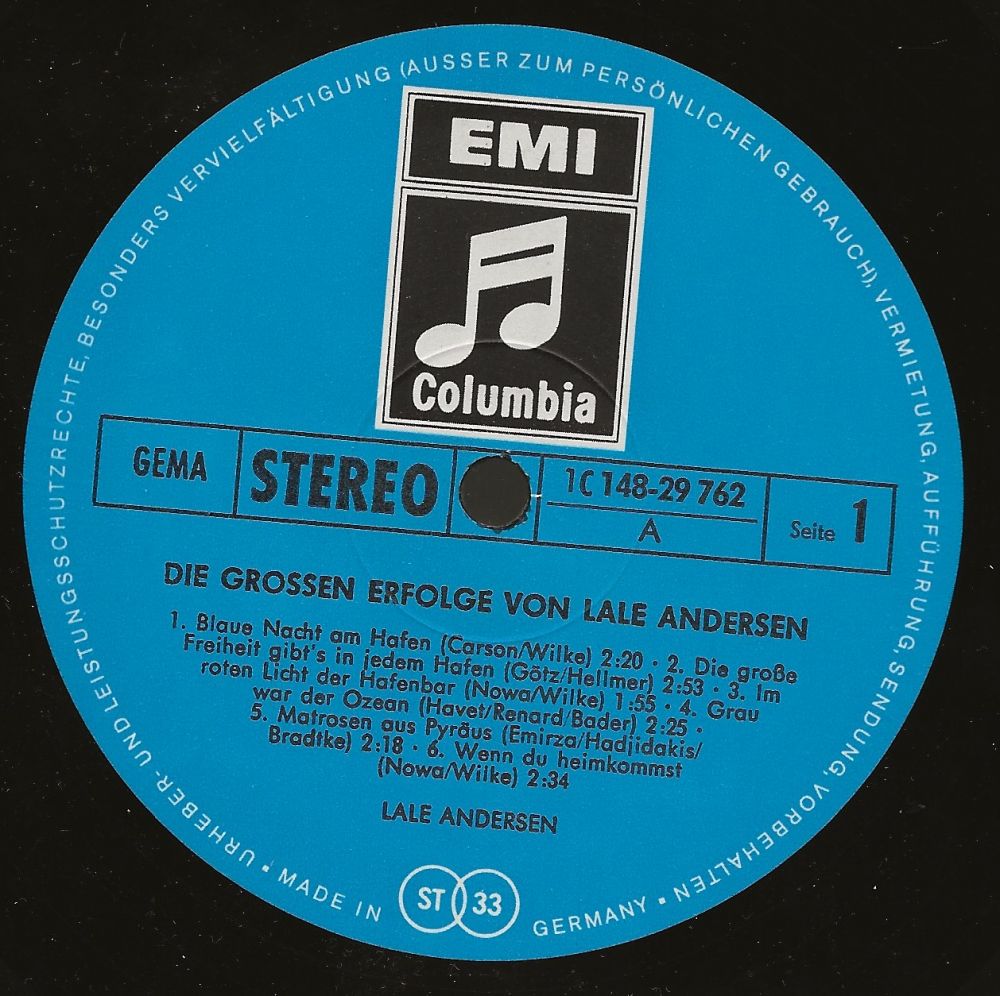 URHEBER- UND LEISTUNGSSCHUTZRECHTE, BESONDERS VERVIELFÄLTIGUNG (AUSSER ZUM PERSÖNLICHEN GEBRAUCH), VERMIETUNG, AUFFÜHRUNG, SENDUNG, VORBEHALTEN ▪
EMI
Columbia
GEMA STEREO 1C 148-29 762 Seite 1
A
DIE GROSSEN ERFOLGE VON LALE ANDERSEN
1. Blaue Nacht am Hafen (Carson/Wilke) 2:20 · 2. Die große
Freiheit gibt's in jedem Hafen (Götz/Hellmer) 2:53 · 3. Im
roten Licht der Hafenbar (Nowa/Wilke) 1:55 · 4. Grau
war der Ozean (Havet/Renard/Bader) 2:25 ·
5. Matrosen aus Pyräus (Emirza/Hadjidakis/
Bradtke) 2:18 · 6. Wenn du heimkommst
(Nowa/Wilke) 2:34
LALE ANDERSEN
▪ MADE IN GERMANY
ST 33